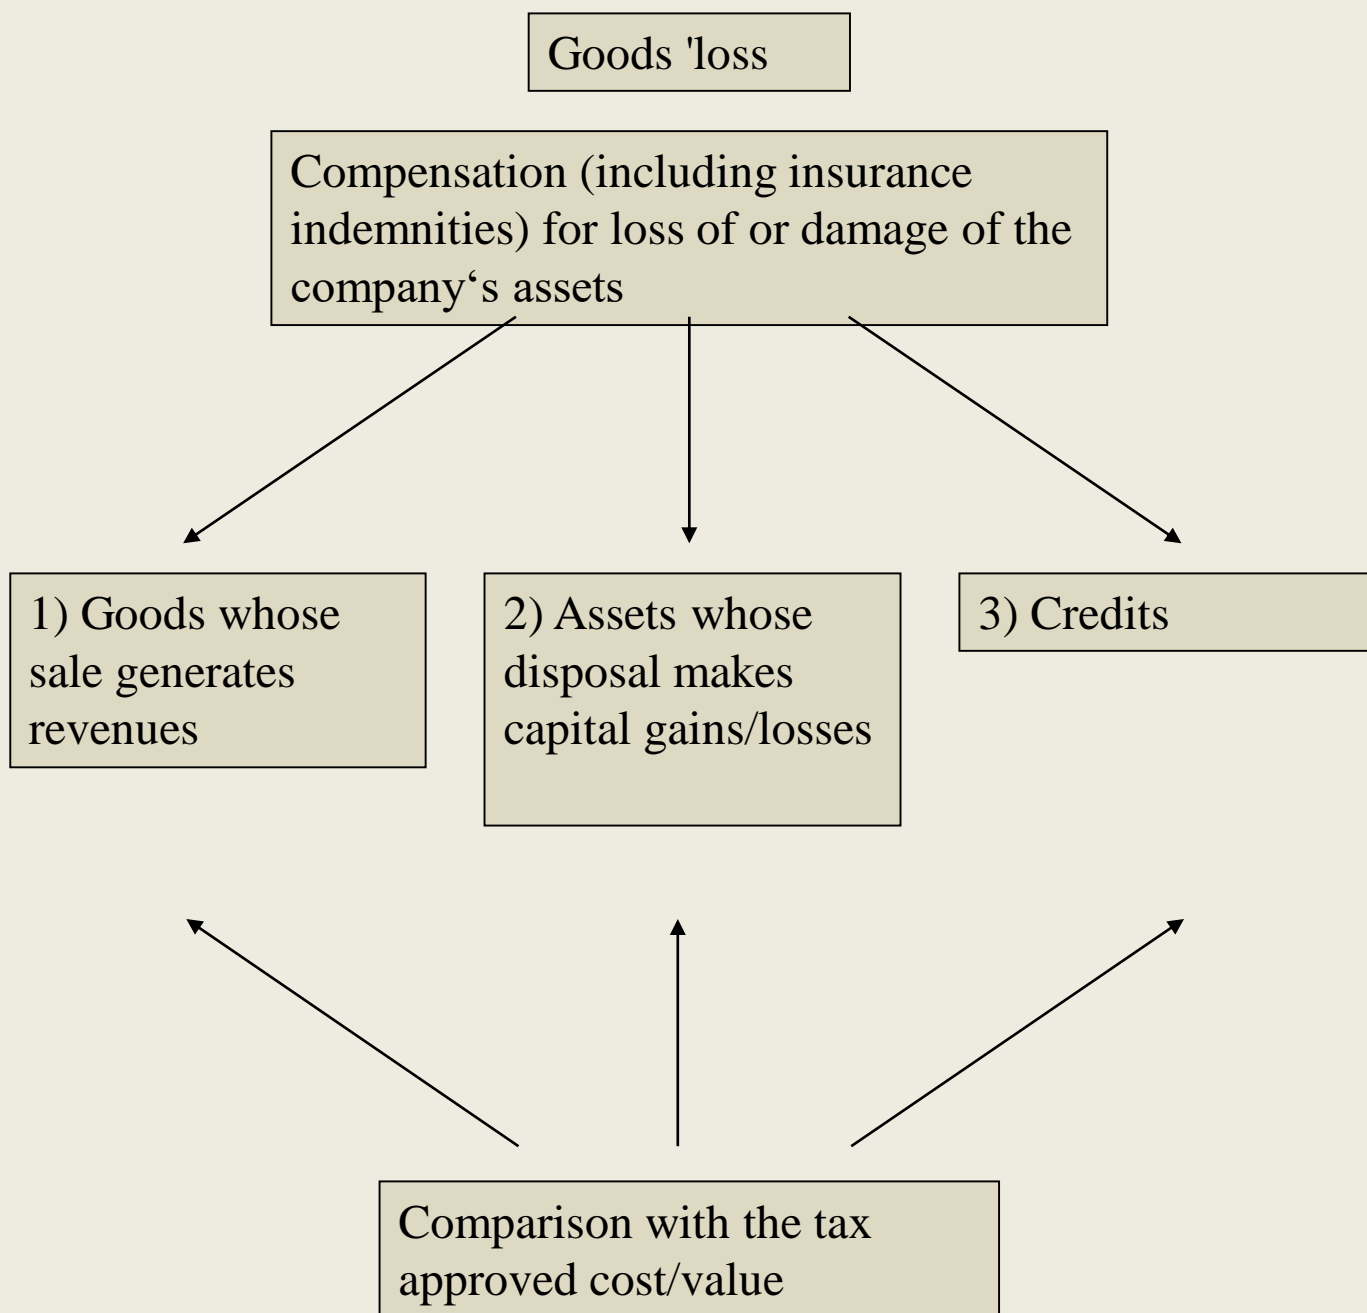 Goods 'loss
Compensation (including insurance
indemnities) for loss of or damage of the
company‘s assets
1) Goods whose
sale generates
revenues
2) Assets whose
disposal makes
capital gains/losses
3) Credits
Comparison with the tax
approved cost/value